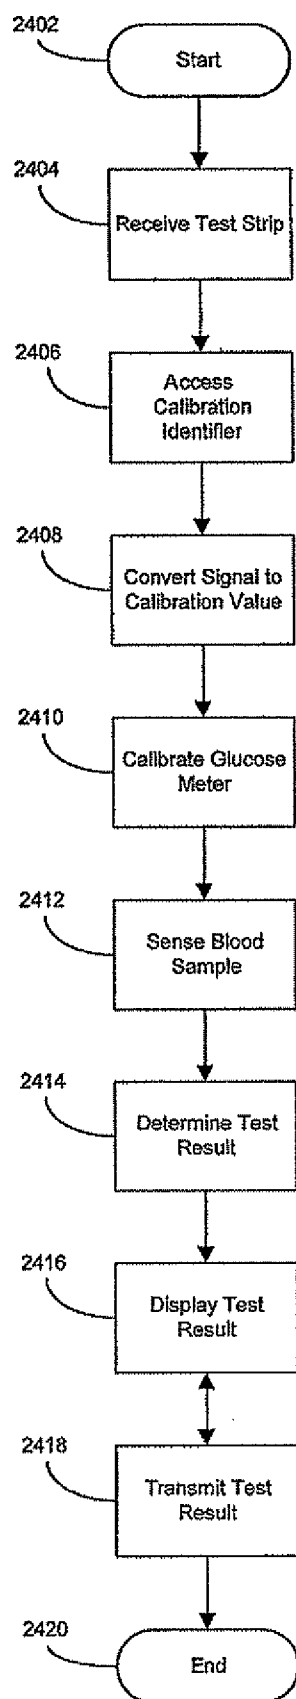 2402
Start
2404
Receive Test Strip
2406
Access
Calibration
Identifier
2408
Convert Signal to
Calibration Value
2410
Calibrate Glucose
Meter
2412
Sense Blood
Sample
2414
Determine Test
Result
2416
Display Test
Result
2418
Transmit Test
Result
2420
End